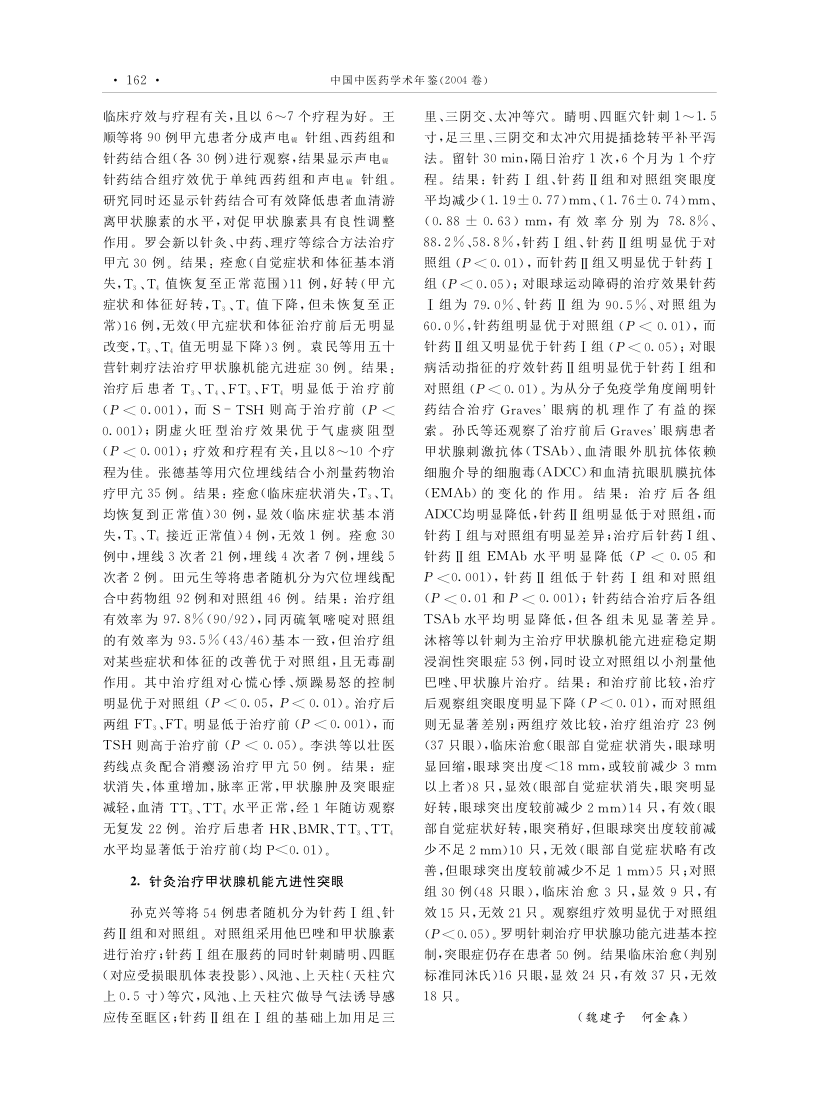 · 162 ·
中国中医药学术年鉴(2004 卷)
临床疗效与疗程有关,且以 6～7 个疗程为好。王
顺等将 90 例甲亢患者分成声电 针组、西药组和
针药结合组(各 30 例)进行观察,结果显示声电
针药结合组疗效优于单纯西药组和声电 针组。
研究同时还显示针药结合可有效降低患者血清游
离甲状腺素的水平,对促甲状腺素具有良性调整
作用。罗会新以针灸、中药、理疗等综合方法治疗
甲亢 30 例。结果:痊愈(自觉症状和体征基本消
失,T₃、T₄ 值恢复至正常范围)11 例,好转(甲亢
症状和体征好转,T₃、T₄ 值下降,但未恢复至正
常)16 例,无效(甲亢症状和体征治疗前后无明显
改变,T₃、T₄ 值无明显下降)3 例。袁民等用五十
营针刺疗法治疗甲状腺机能亢进症 30 例。结果:
治疗后患者 T₃、T₄、FT₃、FT₄ 明显低于治疗前
(P < 0.001),而 S－TSH 则高于治疗前 (P <
0.001);阴虚火旺型治疗效果优于气虚痰阻型
(P < 0.001);疗效和疗程有关,且以8～10 个疗
程为佳。张德基等用穴位埋线结合小剂量药物治
疗甲亢 35 例。结果:痊愈(临床症状消失,T₃、T₄
均恢复到正常值)30 例,显效(临床症状基本消
失,T₃、T₄ 接近正常值)4 例,无效 1 例。痊愈 30
例中,埋线 3 次者 21 例,埋线 4 次者 7 例,埋线 5
次者 2 例。田元生等将患者随机分为穴位埋线配
合中药物组 92 例和对照组 46 例。结果:治疗组
有效率为 97.8%(90/92),同丙硫氧嘧啶对照组
的有效率为 93.5%(43/46)基本一致,但治疗组
对某些症状和体征的改善优于对照组,且无毒副
作用。其中治疗组对心慌心悸、烦躁易怒的控制
明显优于对照组 (P < 0.05, P < 0.01)。治疗后
两组 FT₃、FT₄ 明显低于治疗前 (P < 0.001),而
TSH 则高于治疗前 (P < 0.05)。李洪等以壮医
药线点灸配合消瘿汤治疗甲亢 50 例。结果:症
状消失,体重增加,脉率正常,甲状腺肿及突眼症
减轻,血清 TT₃、TT₄ 水平正常,经 1 年随访观察
无复发 22 例。治疗后患者 HR、BMR、TT₃、TT₄
水平均显著低于治疗前(均 P<0.01)。
2. 针灸治疗甲状腺机能亢进性突眼
孙克兴等将 54 例患者随机分为针药Ⅰ组、针
药Ⅱ组和对照组。对照组采用他巴唑和甲状腺素
进行治疗;针药Ⅰ组在服药的同时针刺睛明、四眶
(对应受损眼肌体表投影)、风池、上天柱(天柱穴
上 0.5 寸)等穴,风池、上天柱穴做导气法诱导感
应传至眶区;针药Ⅱ组在Ⅰ组的基础上加用足三
里、三阴交、太冲等穴。睛明、四眶穴针刺 1～1.5
寸,足三里、三阴交和太冲穴用提插捻转平补平泻
法。留针 30 min,隔日治疗 1 次,6 个月为 1 个疗
程。结果:针药Ⅰ组、针药Ⅱ组和对照组突眼度
平均减少(1.19±0.77)mm、(1.76±0.74)mm、
(0.88 ± 0.63) mm,有效率分别为 78.8%、
88.2%、58.8%,针药Ⅰ组、针药Ⅱ组明显优于对
照组 (P < 0.01),而针药Ⅱ组又明显优于针药Ⅰ
组 (P < 0.05);对眼球运动障碍的治疗效果针药
Ⅰ组为 79.0%、针药Ⅱ组为 90.5%、对照组为
60.0%,针药组明显优于对照组 (P < 0.01),而
针药Ⅱ组又明显优于针药Ⅰ组 (P < 0.05);对眼
病活动指征的疗效针药Ⅱ组明显优于针药Ⅰ组和
对照组 (P < 0.01)。为从分子免疫学角度阐明针
药结合治疗 Graves' 眼病的机理作了有益的探
索。孙氏等还观察了治疗前后 Graves' 眼病患者
甲状腺刺激抗体(TSAb)、血清眼外肌抗体依赖
细胞介导的细胞毒(ADCC)和血清抗眼肌膜抗体
(EMAb)的变化的作用。结果:治疗后各组
ADCC均明显降低,针药Ⅱ组明显低于对照组,而
针药Ⅰ组与对照组有明显差异;治疗后针药Ⅰ组、
针药Ⅱ组 EMAb 水平明显降低 (P < 0.05 和
P <0.001),针药Ⅱ组低于针药Ⅰ组和对照组
(P < 0.01 和 P < 0.001);针药结合治疗后各组
TSAb 水平均明显降低,但各组未见显著差异。
沐榕等以针刺为主治疗甲状腺机能亢进症稳定期
浸润性突眼症 53 例,同时设立对照组以小剂量他
巴唑、甲状腺片治疗。结果:和治疗前比较,治疗
后观察组突眼度明显下降 (P < 0.01),而对照组
则无显著差别;两组疗效比较,治疗组治疗 23 例
(37 只眼),临床治愈(眼部自觉症状消失,眼球明
显回缩,眼球突出度<18 mm,或较前减少 3 mm
以上者)8 只,显效(眼部自觉症状消失,眼突明显
好转,眼球突出度较前减少 2 mm)14 只,有效(眼
部自觉症状好转,眼突稍好,但眼球突出度较前减
少不足 2 mm)10 只,无效(眼部自觉症状略有改
善,但眼球突出度较前减少不足 1 mm)5 只;对照
组 30 例(48 只眼),临床治愈 3 只,显效 9 只,有
效 15 只,无效 21 只。观察组疗效明显优于对照组
(P < 0.05)。罗明针刺治疗甲状腺功能亢进基本控
制,突眼症仍存在患者 50 例。结果临床治愈(判别
标准同沐氏)16 只眼,显效 24 只,有效 37 只,无效
18 只。
(魏建子 何金森)